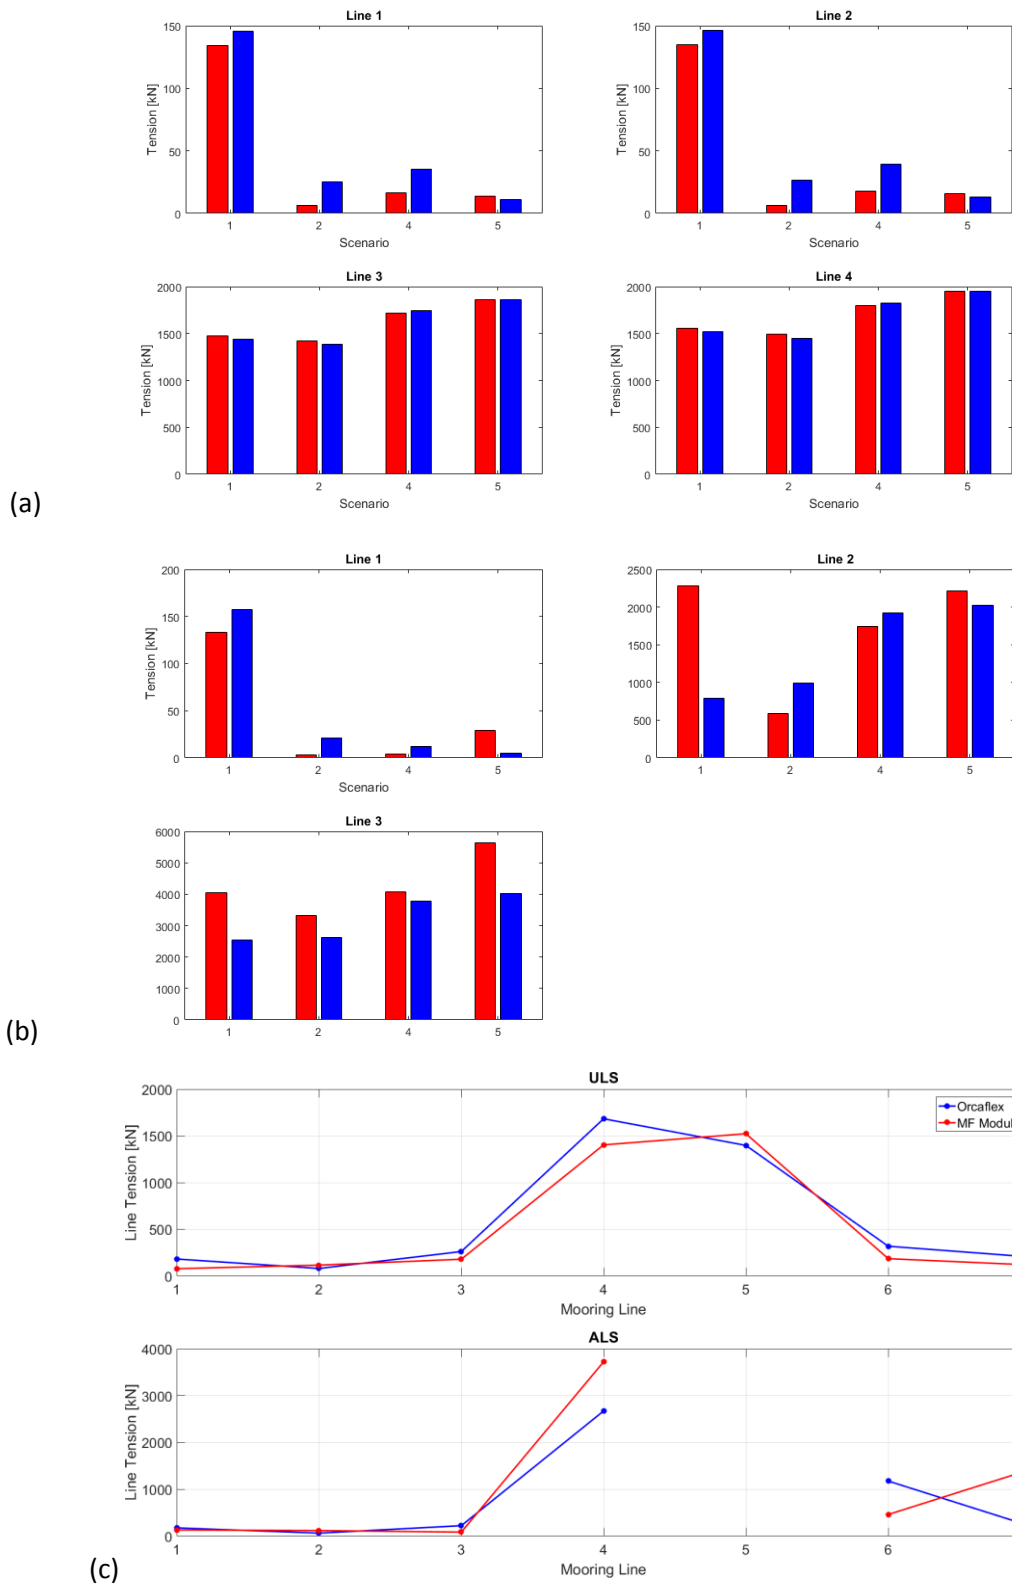 Line 1
Tension [kN]
150
100
50
0
1 2 4 5
Scenario
Line 2
Tension [kN]
150
100
50
0
1 2 4 5
Scenario
Line 3
Tension [kN]
2000
1500
1000
500
0
1 2 4 5
Scenario
Line 4
Tension [kN]
2000
1500
1000
500
0
1 2 4 5
Scenario
(a)
Line 1
Tension [kN]
200
150
100
50
0
1 2 4 5
Scenario
Line 2
2500
2000
1500
1000
500
0
1 2 4 5
Line 3
6000
5000
4000
3000
2000
1000
0
1 2 4 5
(b)
ULS
Line Tension [kN]
2000
1500
1000
500
0
1 2 3 4 5 6
Mooring Line
Orcaflex
MF Modul
ALS
Line Tension [kN]
4000
3000
2000
1000
0
1 2 3 4 5 6
Mooring Line
(c)